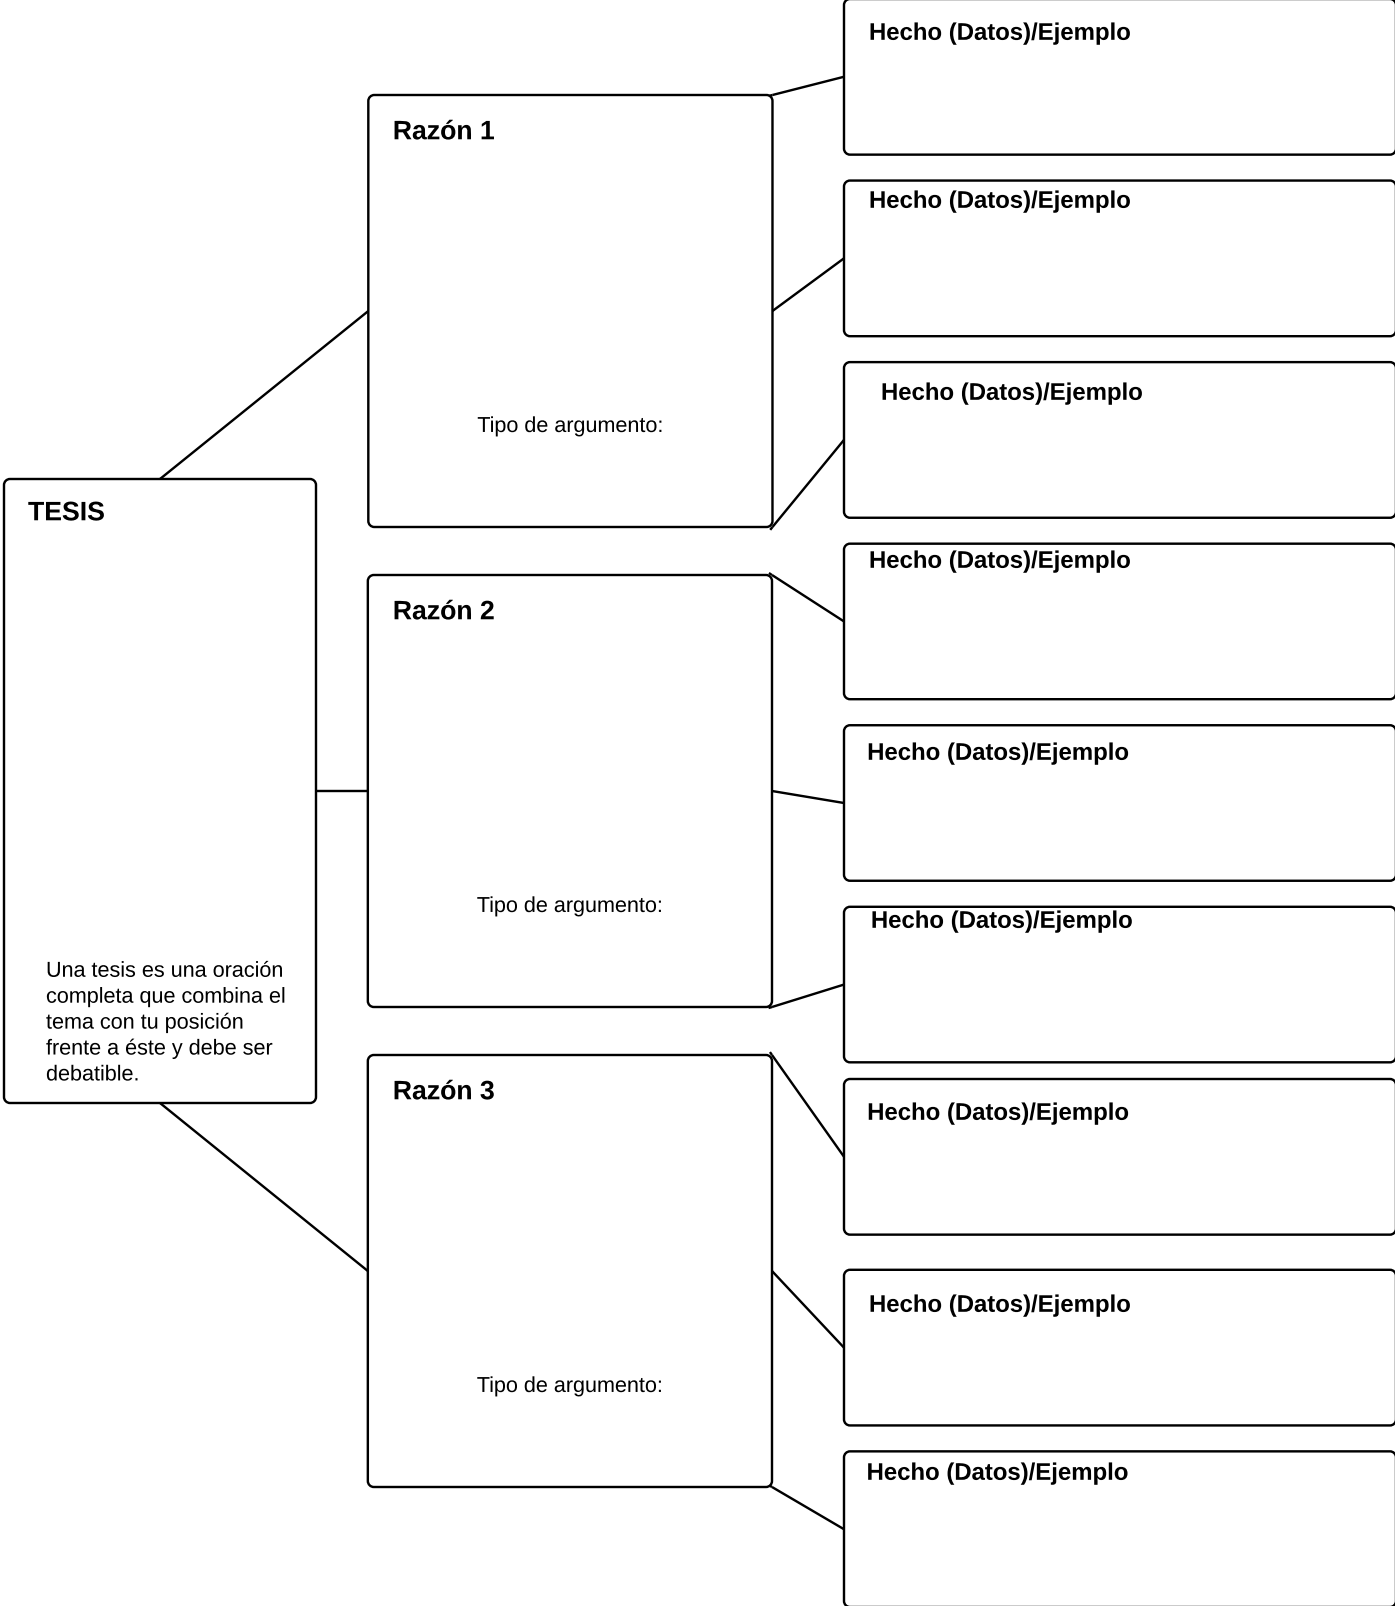 TESIS
Una tesis es una oración
completa que combina el
tema con tu posición
frente a éste y debe ser
debatible.
Razón 1
Tipo de argumento:
Hecho (Datos)/Ejemplo
Hecho (Datos)/Ejemplo
Hecho (Datos)/Ejemplo
Razón 2
Tipo de argumento:
Hecho (Datos)/Ejemplo
Hecho (Datos)/Ejemplo
Hecho (Datos)/Ejemplo
Razón 3
Tipo de argumento:
Hecho (Datos)/Ejemplo
Hecho (Datos)/Ejemplo
Hecho (Datos)/Ejemplo